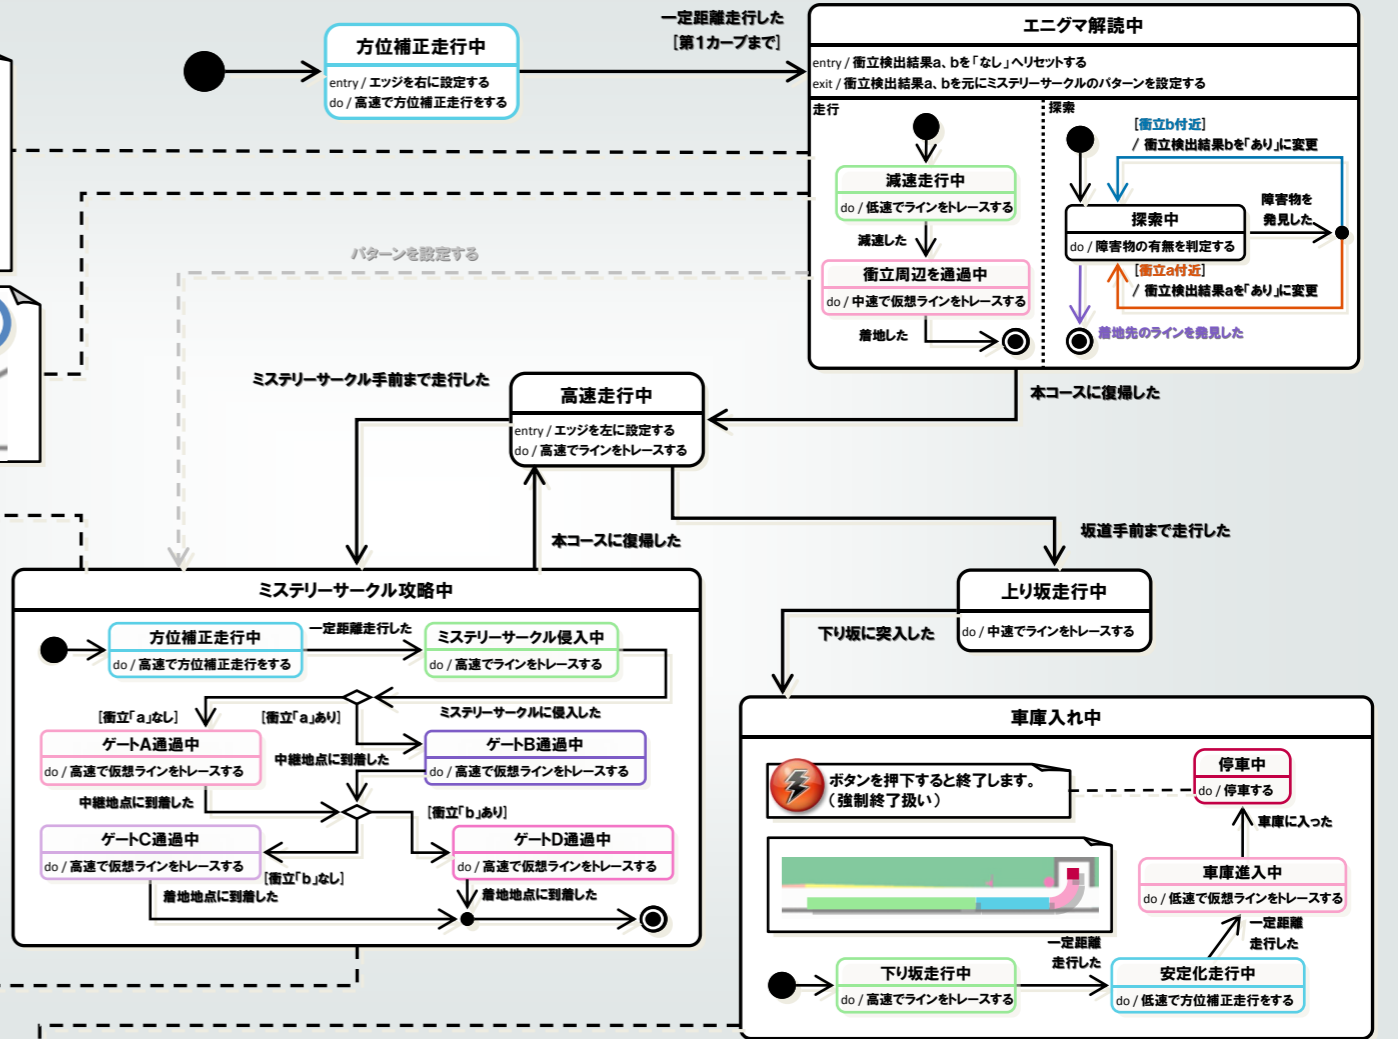 一定距離走行した
[第1カーブまで]
方位補正走行中
entry / エッジを右に設定する
do / 高速で方位補正走行をする
エニグマ解読中
entry / 衝立検出結果a、bを「なし」へリセットする
exit / 衝立検出結果a、bを元にミステリーサークルのパターンを設定する
走行
減速走行中
do / 低速でラインをトレースする
減速した
衝立周辺を通過中
do / 中速で仮想ラインをトレースする
着地した
探索
[衝立b付近]
/ 衝立検出結果bを「あり」に変更
障害物を
発見した
探索中
do / 障害物の有無を判定する
[衝立a付近]
/ 衝立検出結果aを「あり」に変更
着地先のラインを発見した
パターンを設定する
本コースに復帰した
ミステリーサークル手前まで走行した
高速走行中
entry / エッジを左に設定する
do / 高速でラインをトレースする
本コースに復帰した
坂道手前まで走行した
上り坂走行中
do / 中速でラインをトレースする
下り坂に突入した
ミステリーサークル攻略中
方位補正走行中
do / 高速で方位補正走行をする
一定距離走行した
ミステリーサークル侵入中
do / 高速でラインをトレースする
ミステリーサークルに侵入した
[衝立「a」なし]
[衝立「a」あり]
ゲートA通過中
do / 高速で仮想ラインをトレースする
中継地点に到着した
ゲートB通過中
do / 高速で仮想ラインをトレースする
中継地点に到着した
[衝立「b」あり]
ゲートC通過中
do / 高速で仮想ラインをトレースする
[衝立「b」なし]
ゲートD通過中
do / 高速で仮想ラインをトレースする
着地地点に到着した
着地地点に到着した
車庫入れ中
ボタンを押下すると終了します。
（強制終了扱い）
停車中
do / 停車する
車庫に入った
車庫進入中
do / 低速で仮想ラインをトレースする
一定距離
走行した
一定距離
走行した
下り坂走行中
do / 高速でラインをトレースする
安定化走行中
do / 低速で方位補正走行をする